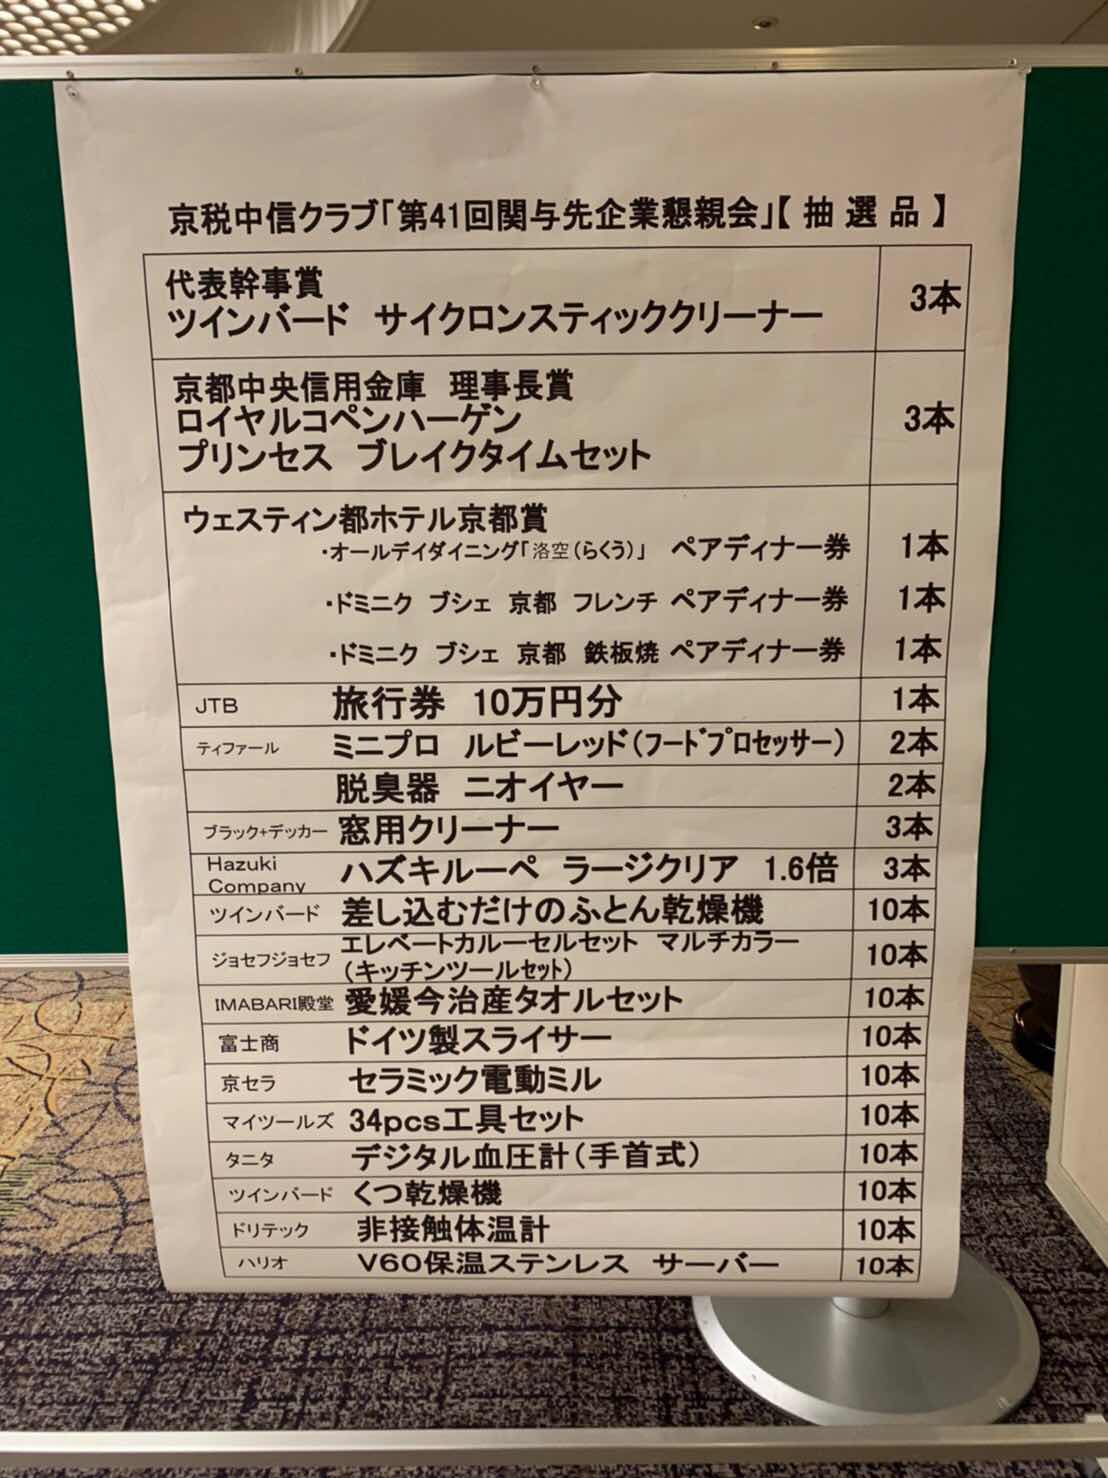 京税中信クラブ「第41回関与先企業懇親会」【 抽 選 品 】
代表幹事賞
ツインバード サイクロンスティッククリーナー 3本
京都中央信用金庫 理事長賞
ロイヤルコペンハーゲン
プリンセス ブレイクタイムセット 3本
ウェスティン都ホテル京都賞
・オールデイダイニング「洛空(らくう)」 ペアディナー券 1本
・ドミニク ブシェ 京都 フレンチ ペアディナー券 1本
・ドミニク ブシェ 京都 鉄板焼 ペアディナー券 1本
JTB 旅行券 10万円分 1本
ティファール ミニプロ ルビーレッド(フードプロセッサー) 2本
脱臭器 ニオイヤー 2本
ブラック+デッカー 窓用クリーナー 3本
Hazuki Company ハズキルーペ ラージクリア 1.6倍 3本
ツインバード 差し込むだけのふとん乾燥機 10本
ジョセフジョセフ エレベートカルーセルセット マルチカラー
(キッチンツールセット) 10本
IMABARI殿堂 愛媛今治産タオルセット 10本
富士商 ドイツ製スライサー 10本
京セラ セラミック電動ミル 10本
マイツールズ 34pcs工具セット 10本
タニタ デジタル血圧計(手首式) 10本
ツインバード くつ乾燥機 10本
ドリテック 非接触体温計 10本
ハリオ V60保温ステンレス サーバー 10本